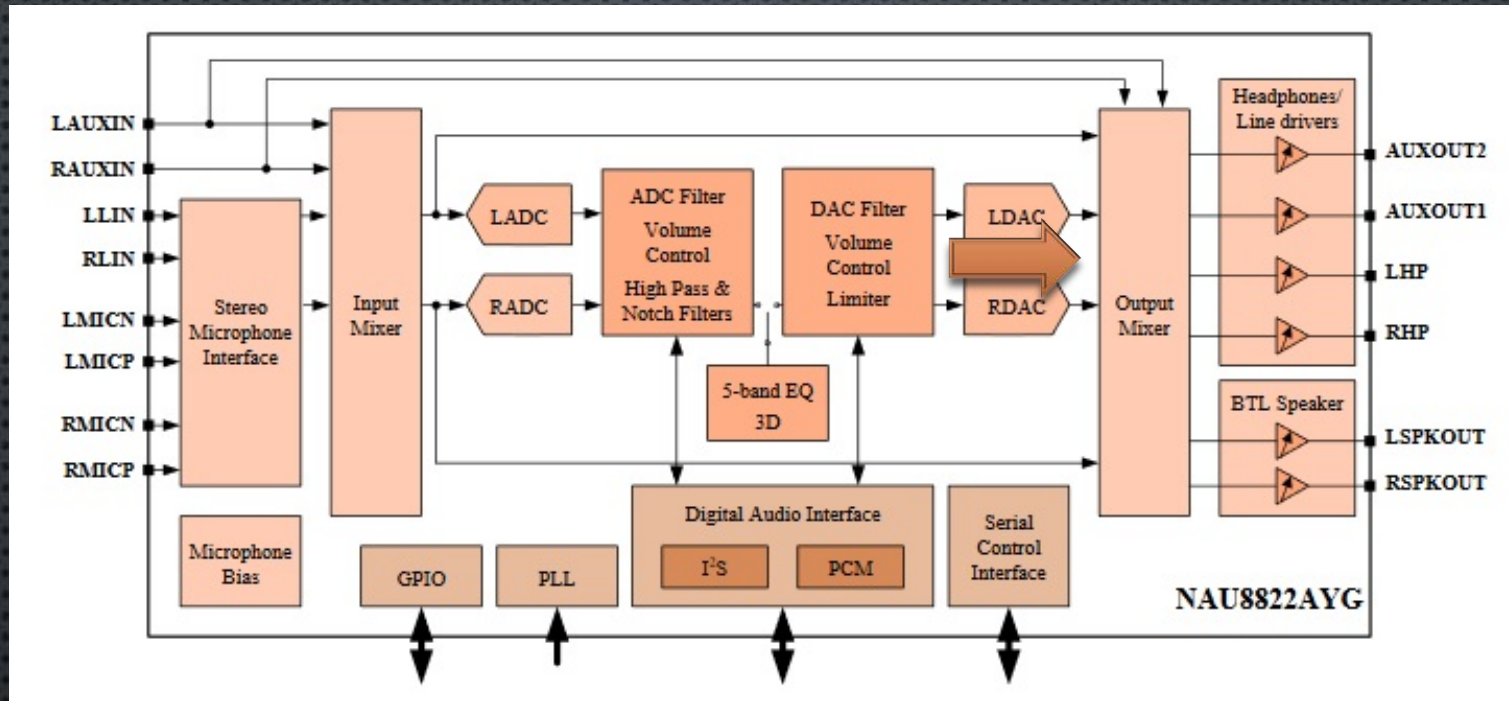 LAUXIN
RAUXIN
LLIN
RLIN
LMICN
LMICP
RMICN
RMICP
Stereo
Microphone
Interface
Microphone
Bias
Input
Mixer
LADC
RADC
ADC Filter
Volume
Control
High Pass &
Notch Filters
DAC Filter
Volume
Control
Limiter
5-band EQ
3D
LDAC
RDAC
Output
Mixer
Headphones/
Line drivers
BTL Speaker
AUXOUT2
AUXOUT1
LHP
RHP
LSPKOUT
RSPKOUT
GPIO
PLL
Digital Audio Interface
I²S
PCM
Serial
Control
Interface
NAU8822AYG